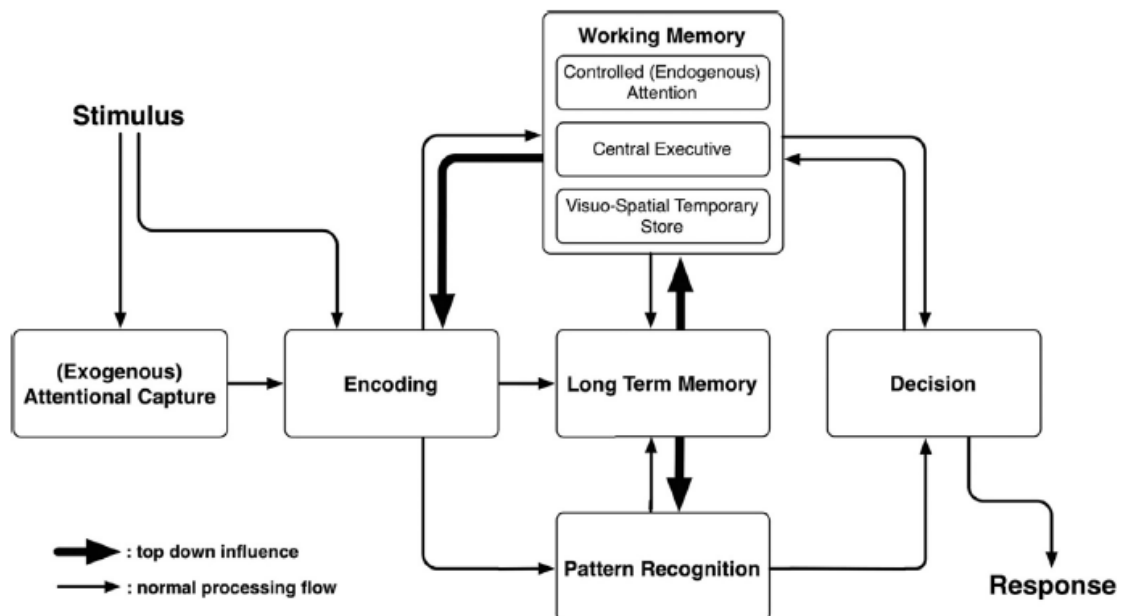 Working Memory
Controlled (Endogenous)
Attention
Central Executive
Visuo-Spatial Temporary
Store
Stimulus
(Exogenous)
Attentional Capture
Encoding
Long Term Memory
Decision
Pattern Recognition
Response
: top down influence
: normal processing flow